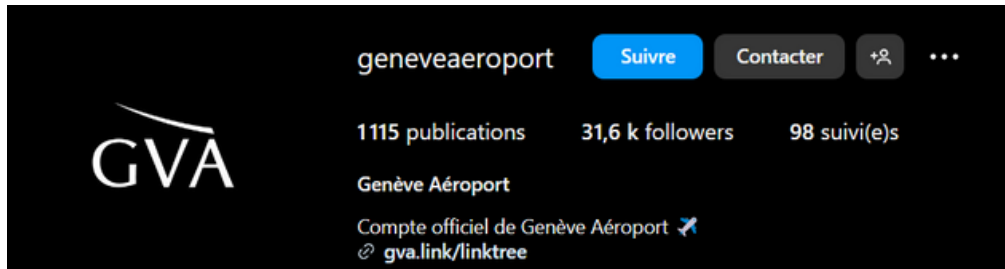 geneveaeroport Suivre Contacter
1 115 publications 31,6 k followers 98 suivi(e)s
GVA
Genève Aéroport
Compte officiel de Genève Aéroport ✈️
gva.link/linktree